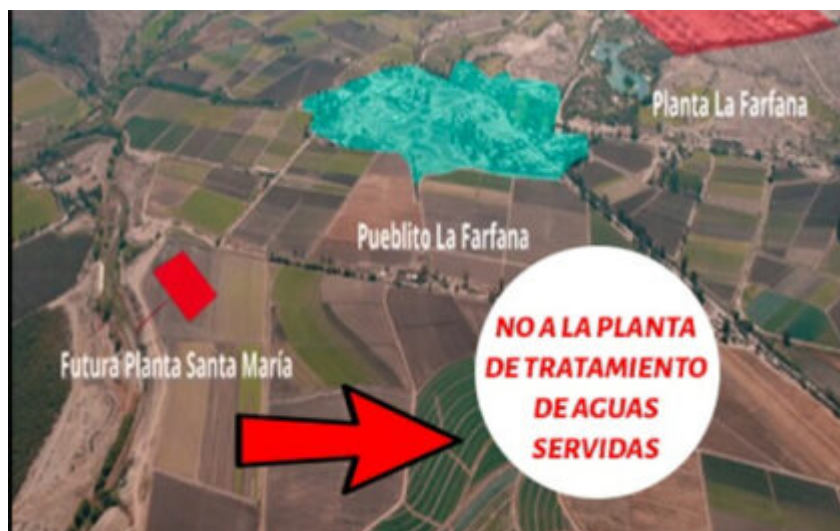 Planta La Farfana
Pueblito La Farfana
Futura Planta Santa María
NO A LA PLANTA
DE TRATAMIENTO
DE AGUAS
SERVIDAS